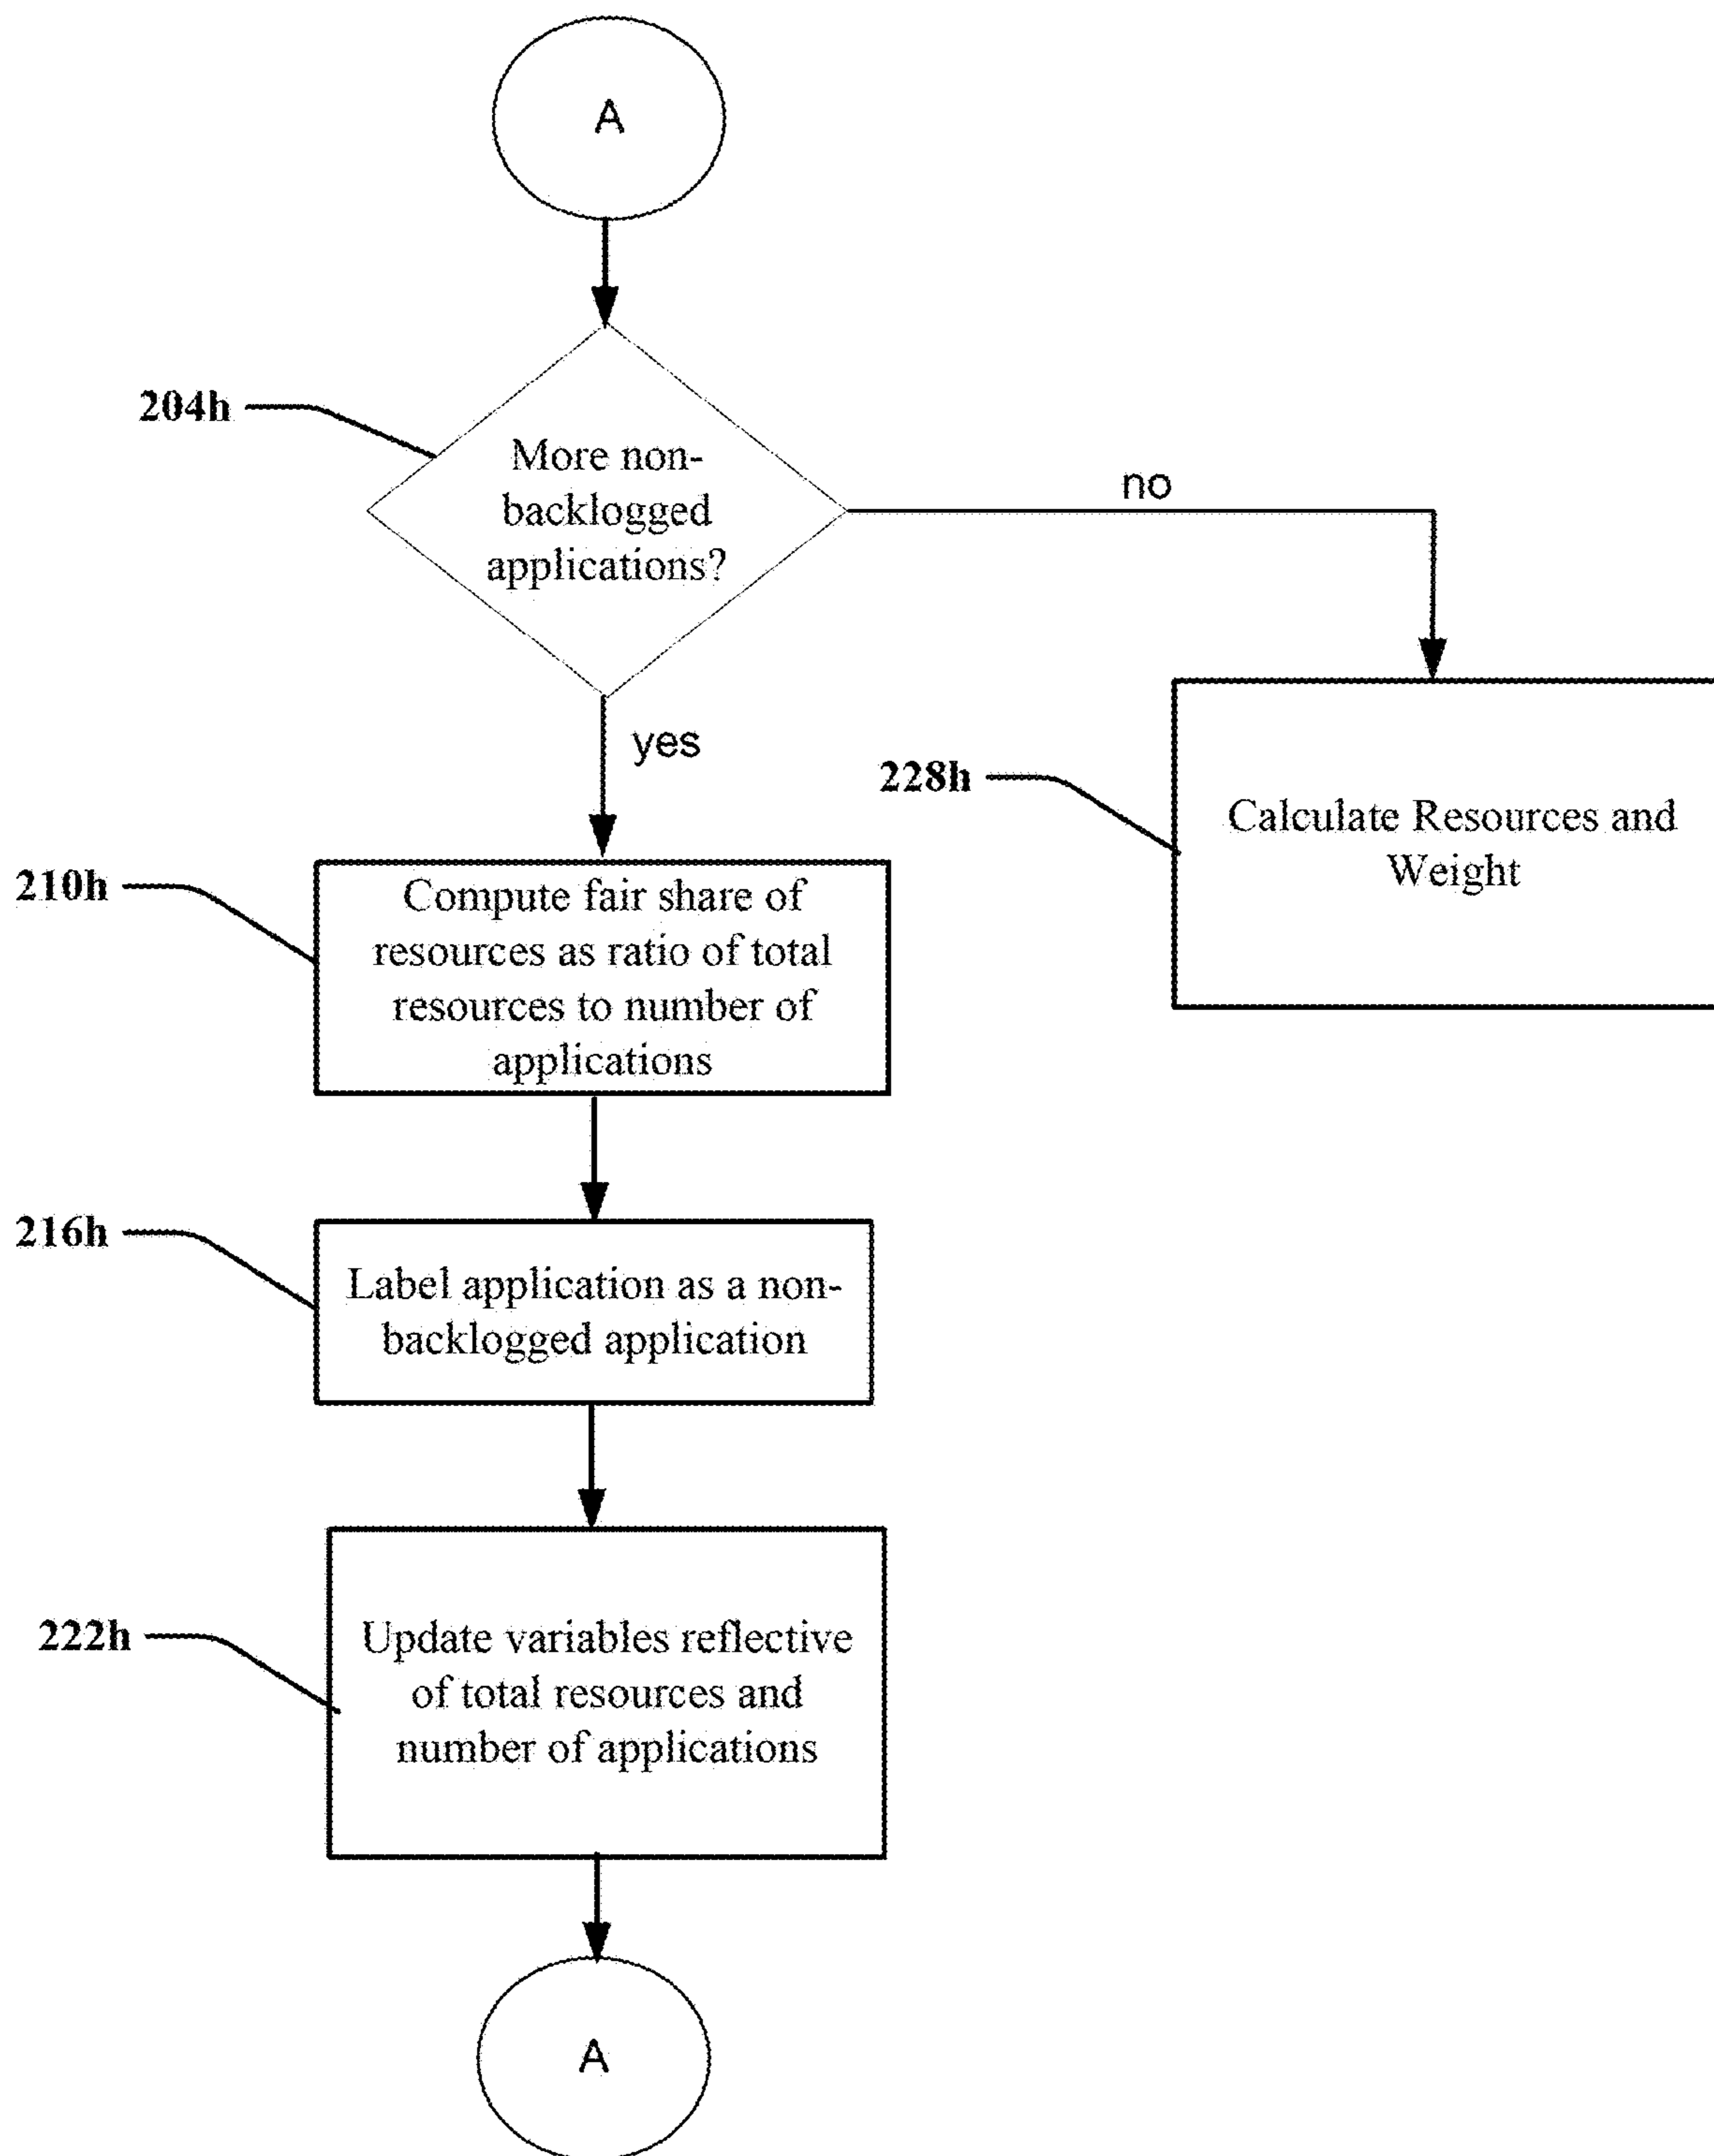 A
204h
More non-
backlogged
applications?
no
yes
228h
Calculate Resources and
Weight
210h
Compute fair share of
resources as ratio of total
resources to number of
applications
216h
Label application as a non-
backlogged application
222h
Update variables reflective
of total resources and
number of applications
A